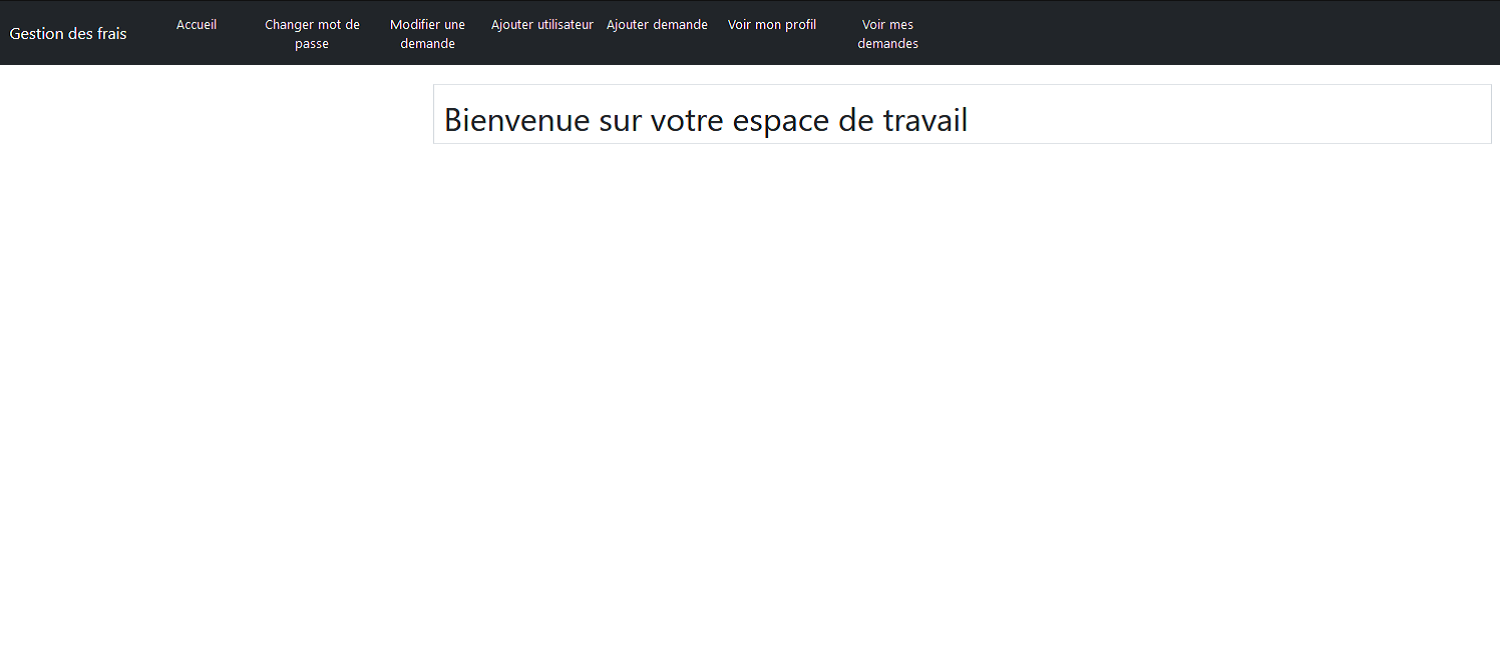 Gestion des frais
Accueil
Changer mot de
passe
Modifier une
demande
Ajouter utilisateur
Ajouter demande
Voir mon profil
Voir mes
demandes
Bienvenue sur votre espace de travail